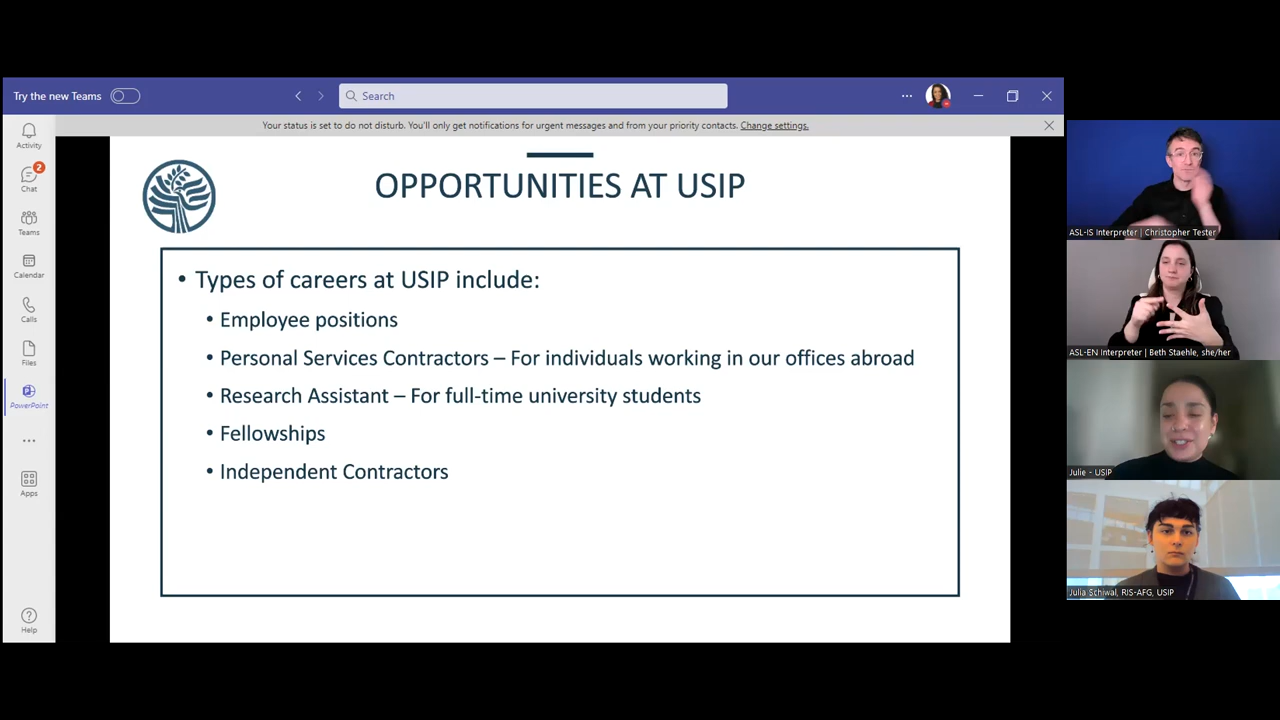 Try the new Teams
Search
Your status is set to do not disturb. You'll only get notifications for urgent messages and from your priority contacts. Change settings.
Activity
2
Chat
Teams
Calendar
Calls
Files
PowerPoint
Apps
Help
OPPORTUNITIES AT USIP
• Types of careers at USIP include:
• Employee positions
• Personal Services Contractors – For individuals working in our offices abroad
• Research Assistant – For full-time university students
• Fellowships
• Independent Contractors
ASL-IS Interpreter | Christopher Tester
ASL-EN Interpreter | Beth Staehle, she/her
Julie - USIP
Julia Schiwal, RIS-AFG, USIP